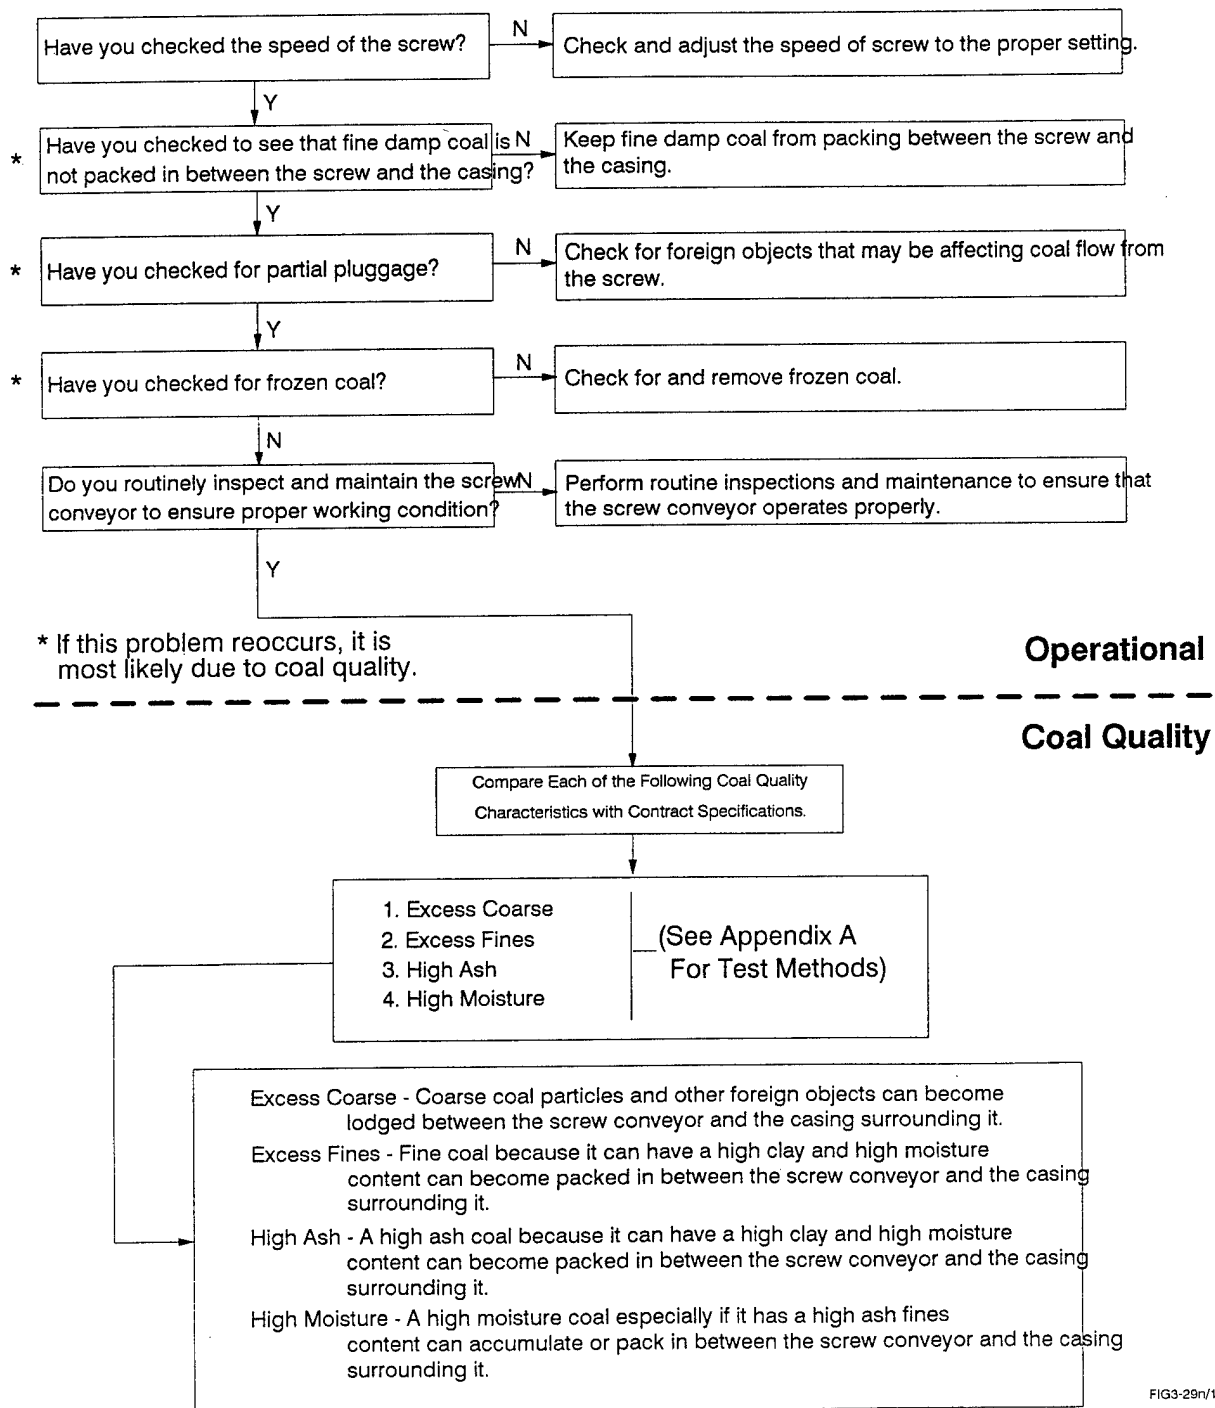 Have you checked the speed of the screw?
N
Check and adjust the speed of screw to the proper setting.
Y
*
Have you checked to see that fine damp coal is
not packed in between the screw and the casing?
N
Keep fine damp coal from packing between the screw and
the casing.
Y
*
Have you checked for partial pluggage?
N
Check for foreign objects that may be affecting coal flow from
the screw.
Y
*
Have you checked for frozen coal?
N
Check for and remove frozen coal.
N
Do you routinely inspect and maintain the screw
conveyor to ensure proper working condition?
N
Perform routine inspections and maintenance to ensure that
the screw conveyor operates properly.
Y
* If this problem reoccurs, it is
most likely due to coal quality.
Operational
Coal Quality
Compare Each of the Following Coal Quality
Characteristics with Contract Specifications.
1. Excess Coarse
2. Excess Fines
3. High Ash
4. High Moisture
(See Appendix A
For Test Methods)
Excess Coarse - Coarse coal particles and other foreign objects can become
lodged between the screw conveyor and the casing surrounding it.
Excess Fines - Fine coal because it can have a high clay and high moisture
content can become packed in between the screw conveyor and the casing
surrounding it.
High Ash - A high ash coal because it can have a high clay and high moisture
content can become packed in between the screw conveyor and the casing
surrounding it.
High Moisture - A high moisture coal especially if it has a high ash fines
content can accumulate or pack in between the screw conveyor and the casing
surrounding it.
FIG3-29n/1